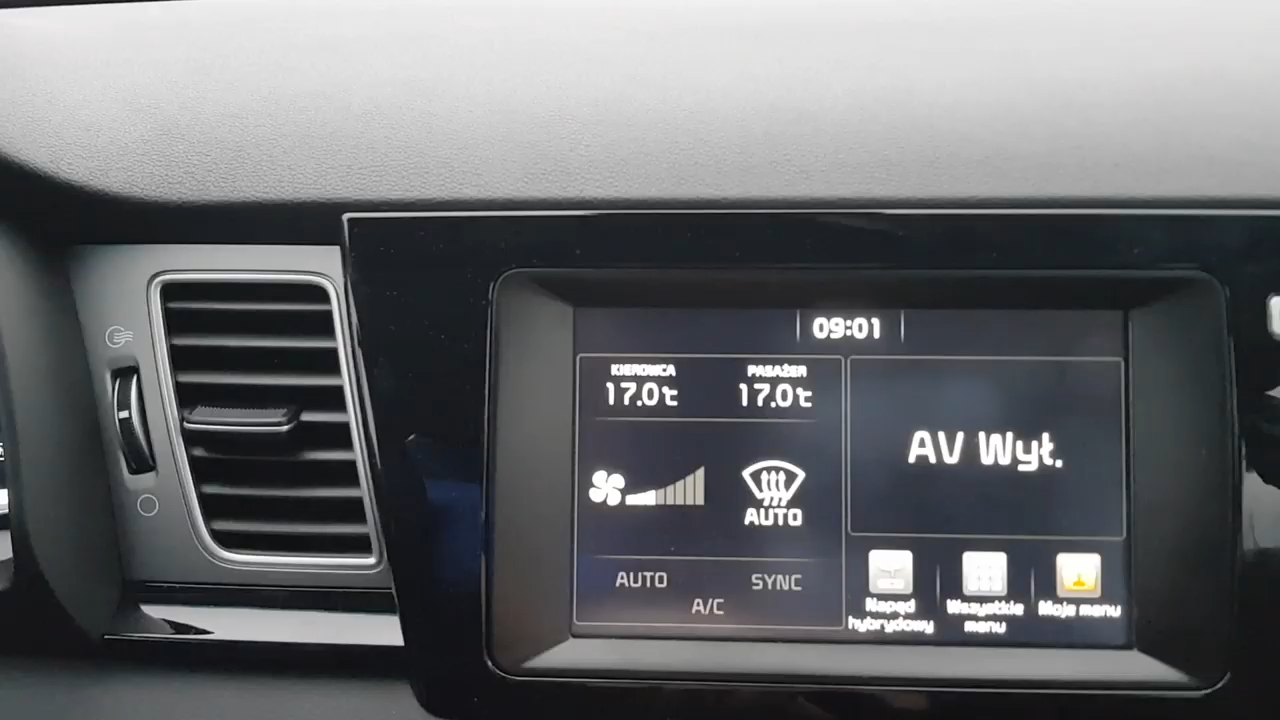 09:01
KIEROWCA PASAŻER
17.0℃ 17.0℃
AV Wył.
AUTO
AUTO SYNC
A/C
Napęd hybrydowy
Wszystkie menu
Moje menu